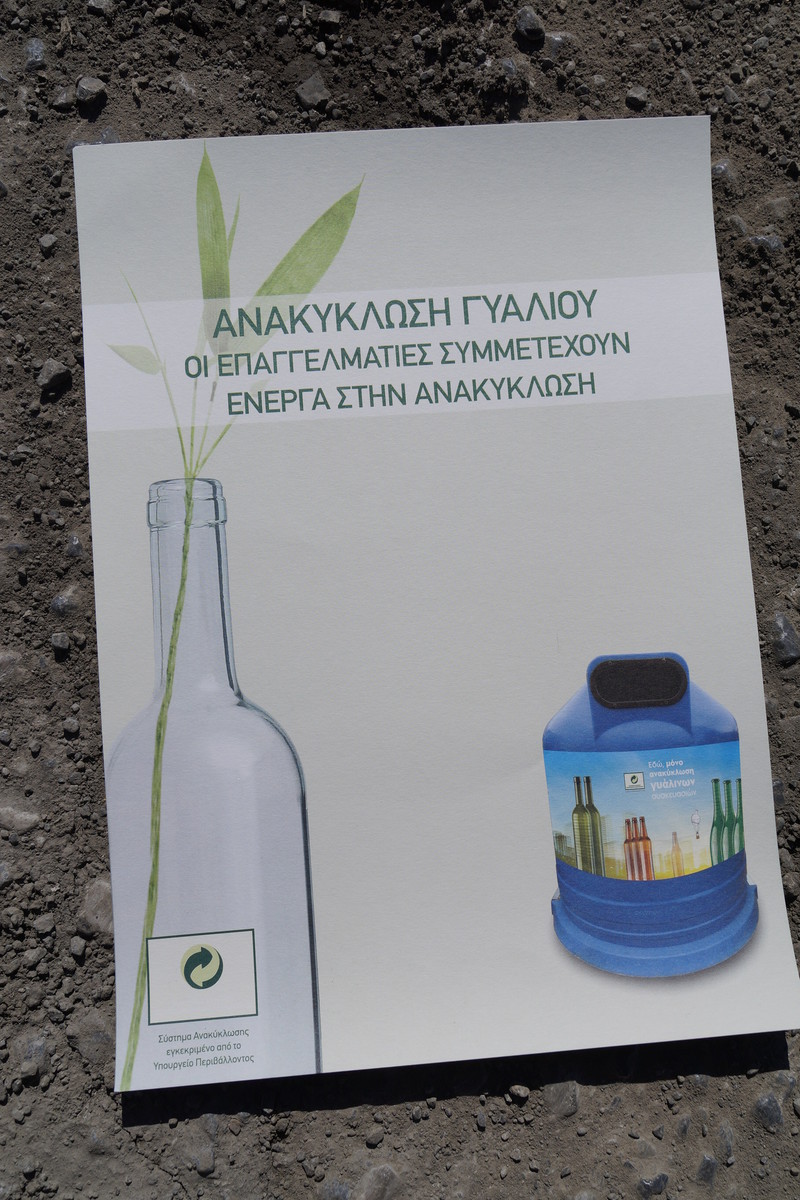 ΑΝΑΚΥΚΛΩΣΗ ΓΥΑΛΙΟΥ
ΟΙ ΕΠΑΓΓΕΛΜΑΤΙΕΣ ΣΥΜΜΕΤΕΧΟΥΝ
ΕΝΕΡΓΑ ΣΤΗΝ ΑΝΑΚΥΚΛΩΣΗ
Εδώ, μόνο
ανακύκλωση
γυάλινων
συσκευασιών
Σύστημα Ανακύκλωσης
εγκεκριμένο από το
Υπουργείο Περιβάλλοντος